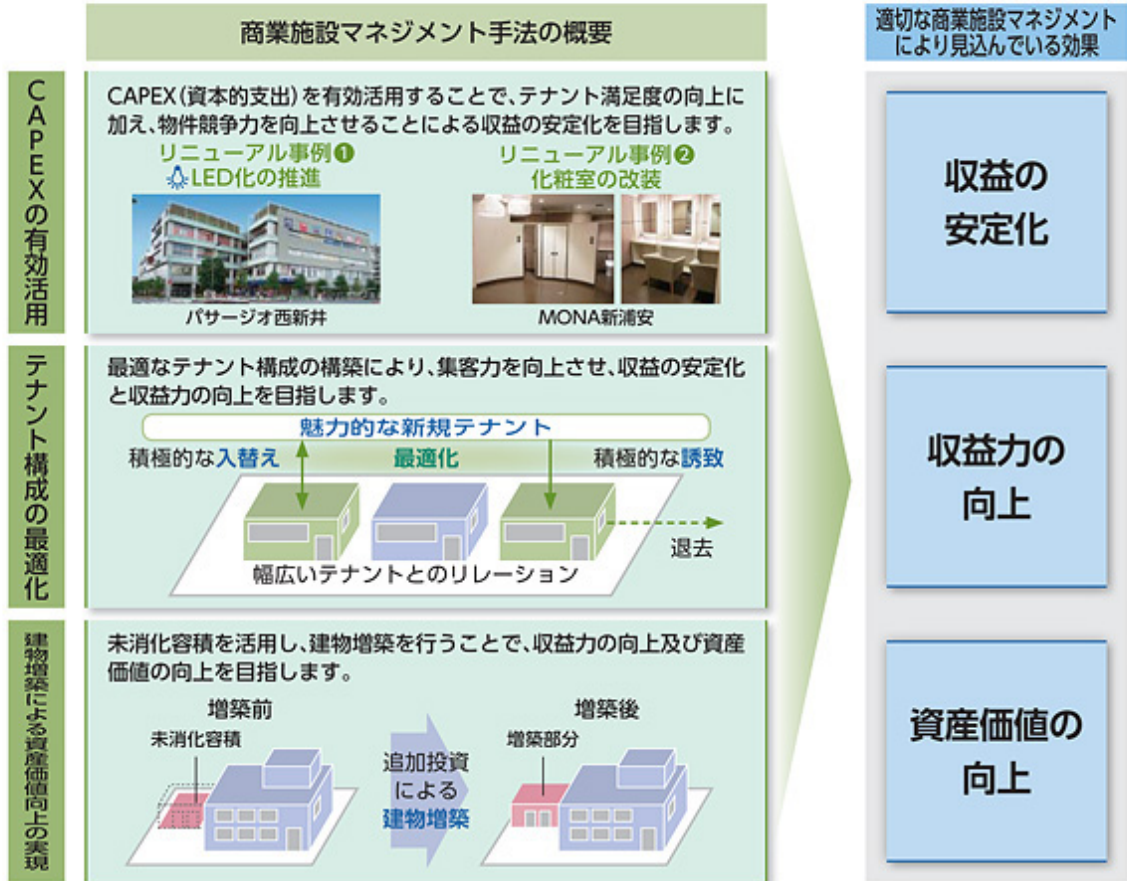 商業施設マネジメント手法の概要
適切な商業施設マネジメント
により見込んでいる効果
CAPEXの有効活用
CAPEX(資本的支出)を有効活用することで、テナント満足度の向上に
加え、物件競争力を向上させることによる収益の安定化を目指します。
リニューアル事例❶
LED化の推進
パサージオ西新井
リニューアル事例❷
化粧室の改装
MONA新浦安
テナント構成の最適化
最適なテナント構成の構築により、集客力を向上させ、収益の安定化
と収益力の向上を目指します。
魅力的な新規テナント
積極的な入替え
最適化
積極的な誘致
退去
幅広いテナントとのリレーション
建物増築による資産価値向上の実現
未消化容積を活用し、建物増築を行うことで、収益力の向上及び資産
価値の向上を目指します。
増築前
未消化容積
追加投資
による
建物増築
増築後
増築部分
収益の
安定化
収益力の
向上
資産価値の
向上